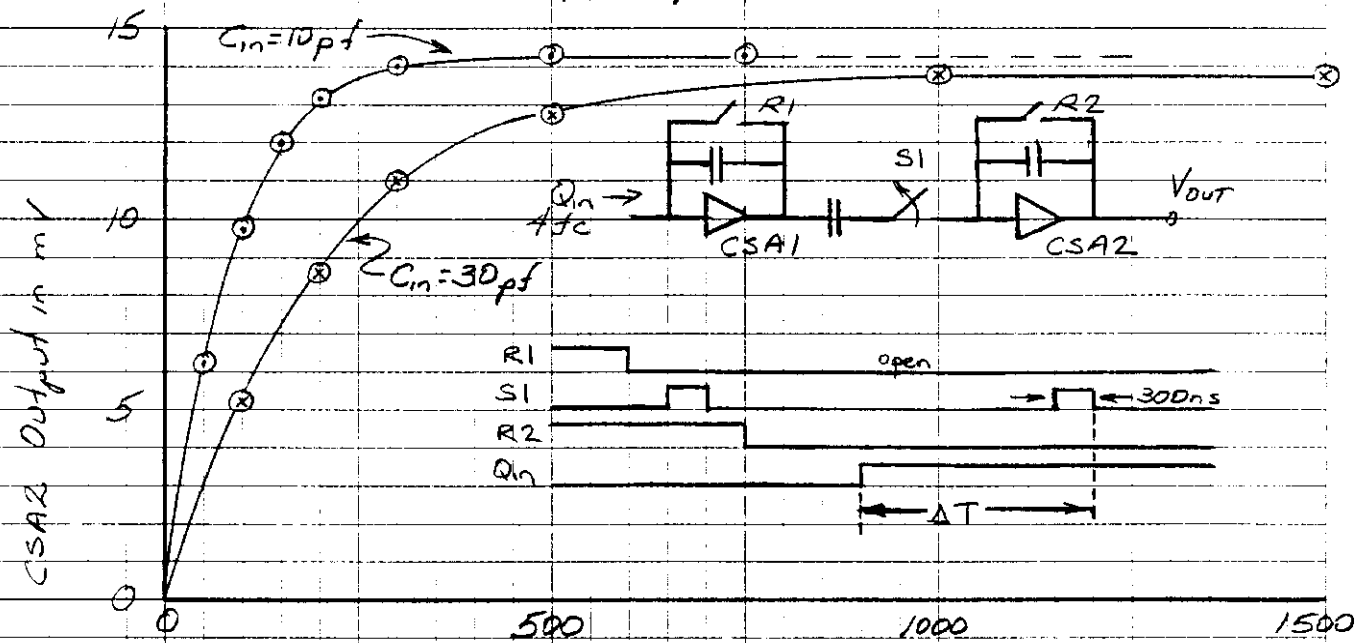 15
Cin=10pf
R1
R2
S1
Qin →
4fc
VOUT
10
CSA1
CSA2
Cin=30pf
CSA2 Output in mV
R1
open
S1
300ns
5
R2
Qin
ΔT
0
0
500
1000
1500